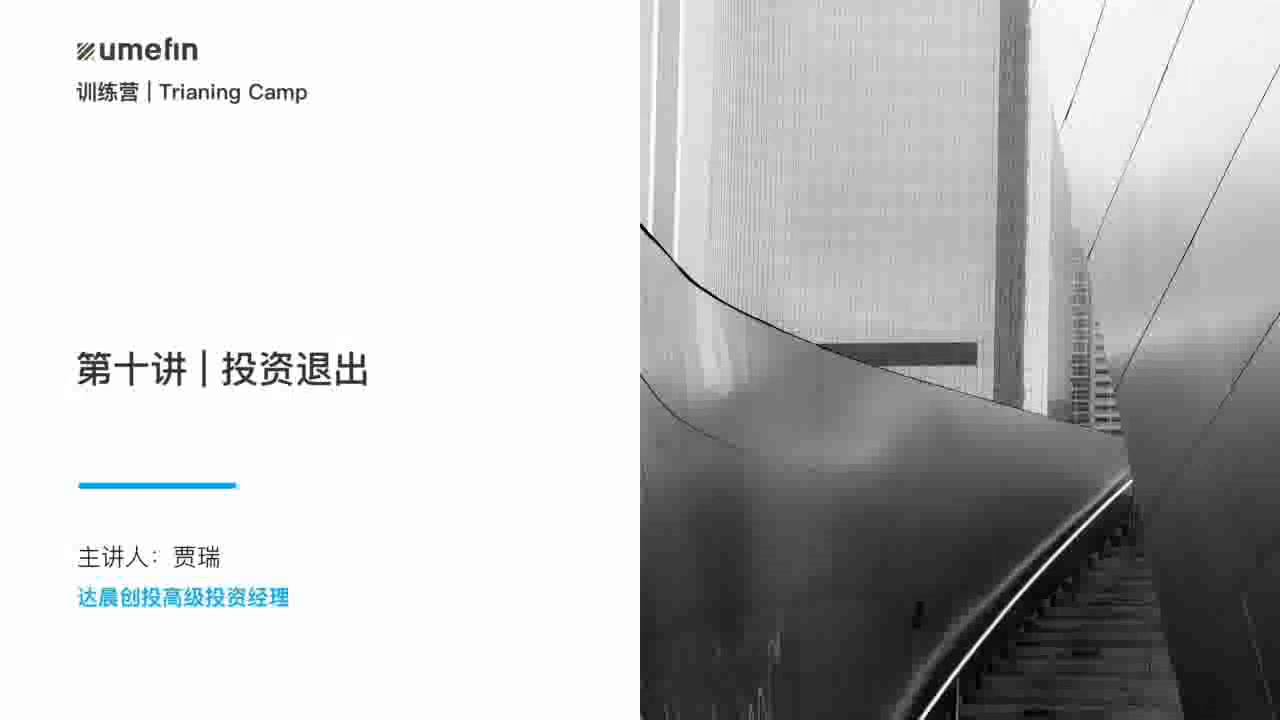 umefin
训练营 | Trianing Camp
第十讲 | 投资退出
主讲人：贾瑞
达晨创投高级投资经理